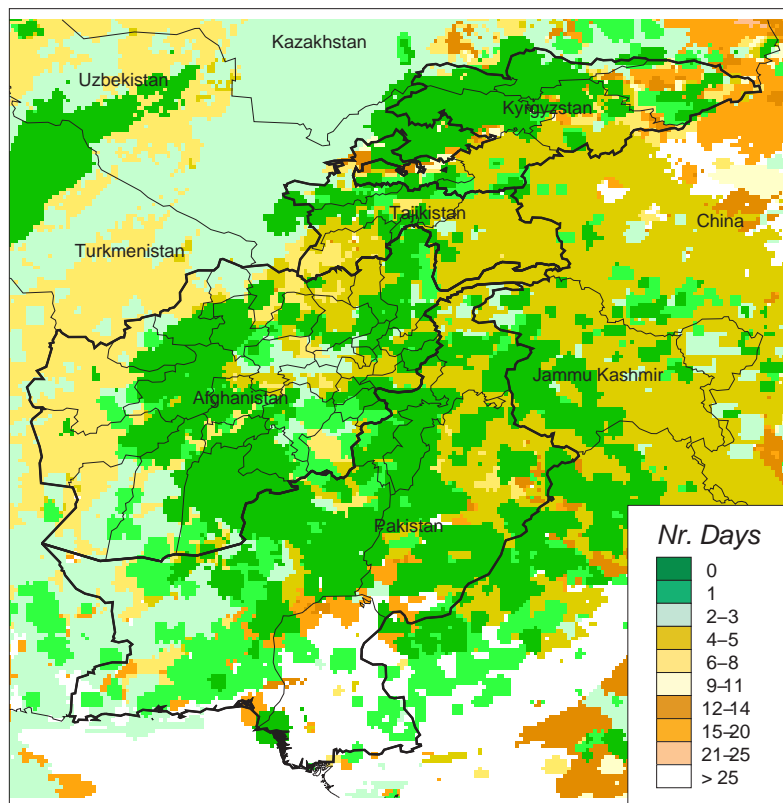 Kazakhstan
Uzbekistan
Kyrgyzstan
Tajikistan
China
Turkmenistan
Jammu Kashmir
Afghanistan
Pakistan
Nr. Days
0
1
2–3
4–5
6–8
9–11
12–14
15–20
21–25
> 25